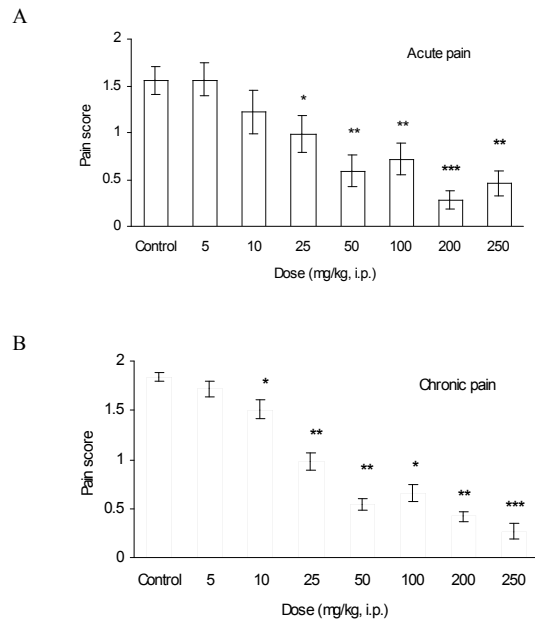 A
2
Acute pain
1.5
*
**
**
**
1
***
0.5
0
Pain score
Control 5 10 25 50 100 200 250
Dose (mg/kg, i.p.)
B
2
Chronic pain
*
1.5
**
**
*
1
**
***
0.5
0
Pain score
Control 5 10 25 50 100 200 250
Dose (mg/kg, i.p.)